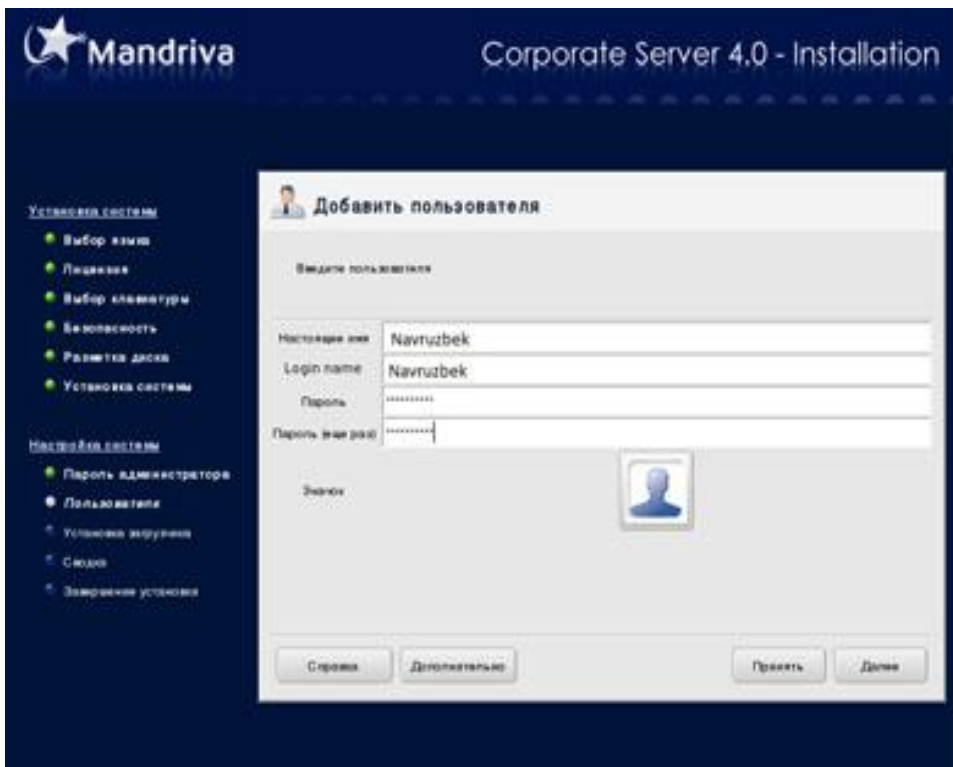 Mandriva
Corporate Server 4.0 - Installation
Установка системы
Выбор языка
Лицензия
Выбор клавиатуры
Безопасность
Разметка диска
Установка системы
Настройка системы
Пароль администратора
Пользователи
Установка загрузчика
Сводка
Завершение установки
Добавить пользователя
Введите пользователя
Настоящее имя
Navruzbek
Login name
Navruzbek
Пароль
Пароль (еще раз)
Значок
Справка
Дополнительно
Принять
Далее